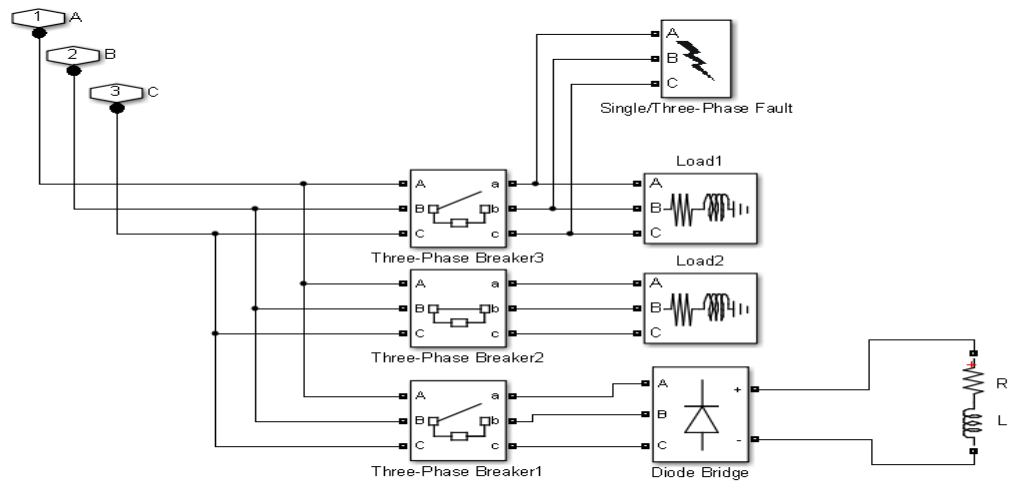 1 A
2 B
3 C
A
B
C
Single/Three-Phase Fault
A a
B b
C c
Three-Phase Breaker3
Load1
A
B
C
A a
B b
C c
Three-Phase Breaker2
Load2
A
B
C
A a
B b
C c
Three-Phase Breaker1
A +
B
C -
Diode Bridge
+
R
L